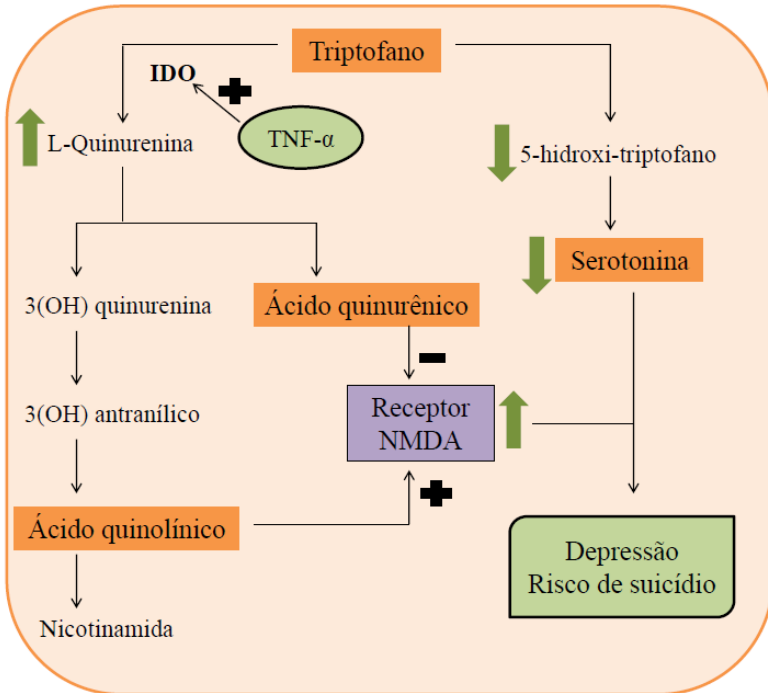 Triptofano
IDO
TNF-α
L-Quinurenina
5-hidroxi-triptofano
Serotonina
3(OH) quinurenina
Ácido quinurênico
3(OH) antranílico
Receptor
NMDA
Ácido quinolínico
Depressão
Risco de suicídio
Nicotinamida